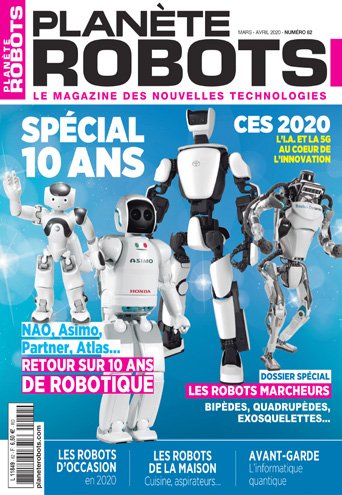 PLANÈTE
ROBOTS
PLANÈTE
MARS - AVRIL 2020 - NUMÉRO 62
ROBOTS
LE MAGAZINE DES NOUVELLES TECHNOLOGIES
SPÉCIAL
10 ANS
CES 2020
L'I.A. ET LA 5G
AU COEUR DE
L'INNOVATION
ASIMO
HONDA
NAO, Asimo,
Partner, Atlas...
RETOUR SUR 10 ANS
DE ROBOTIQUE
DOSSIER SPÉCIAL
LES ROBOTS MARCHEURS
BIPÈDES, QUADRUPÈDES,
EXOSQUELETTES...
planeterobots.com
LES ROBOTS
D'OCCASION
en 2020
LES ROBOTS
DE LA MAISON
Cuisine, aspirateurs...
AVANT-GARDE
L'informatique
quantique